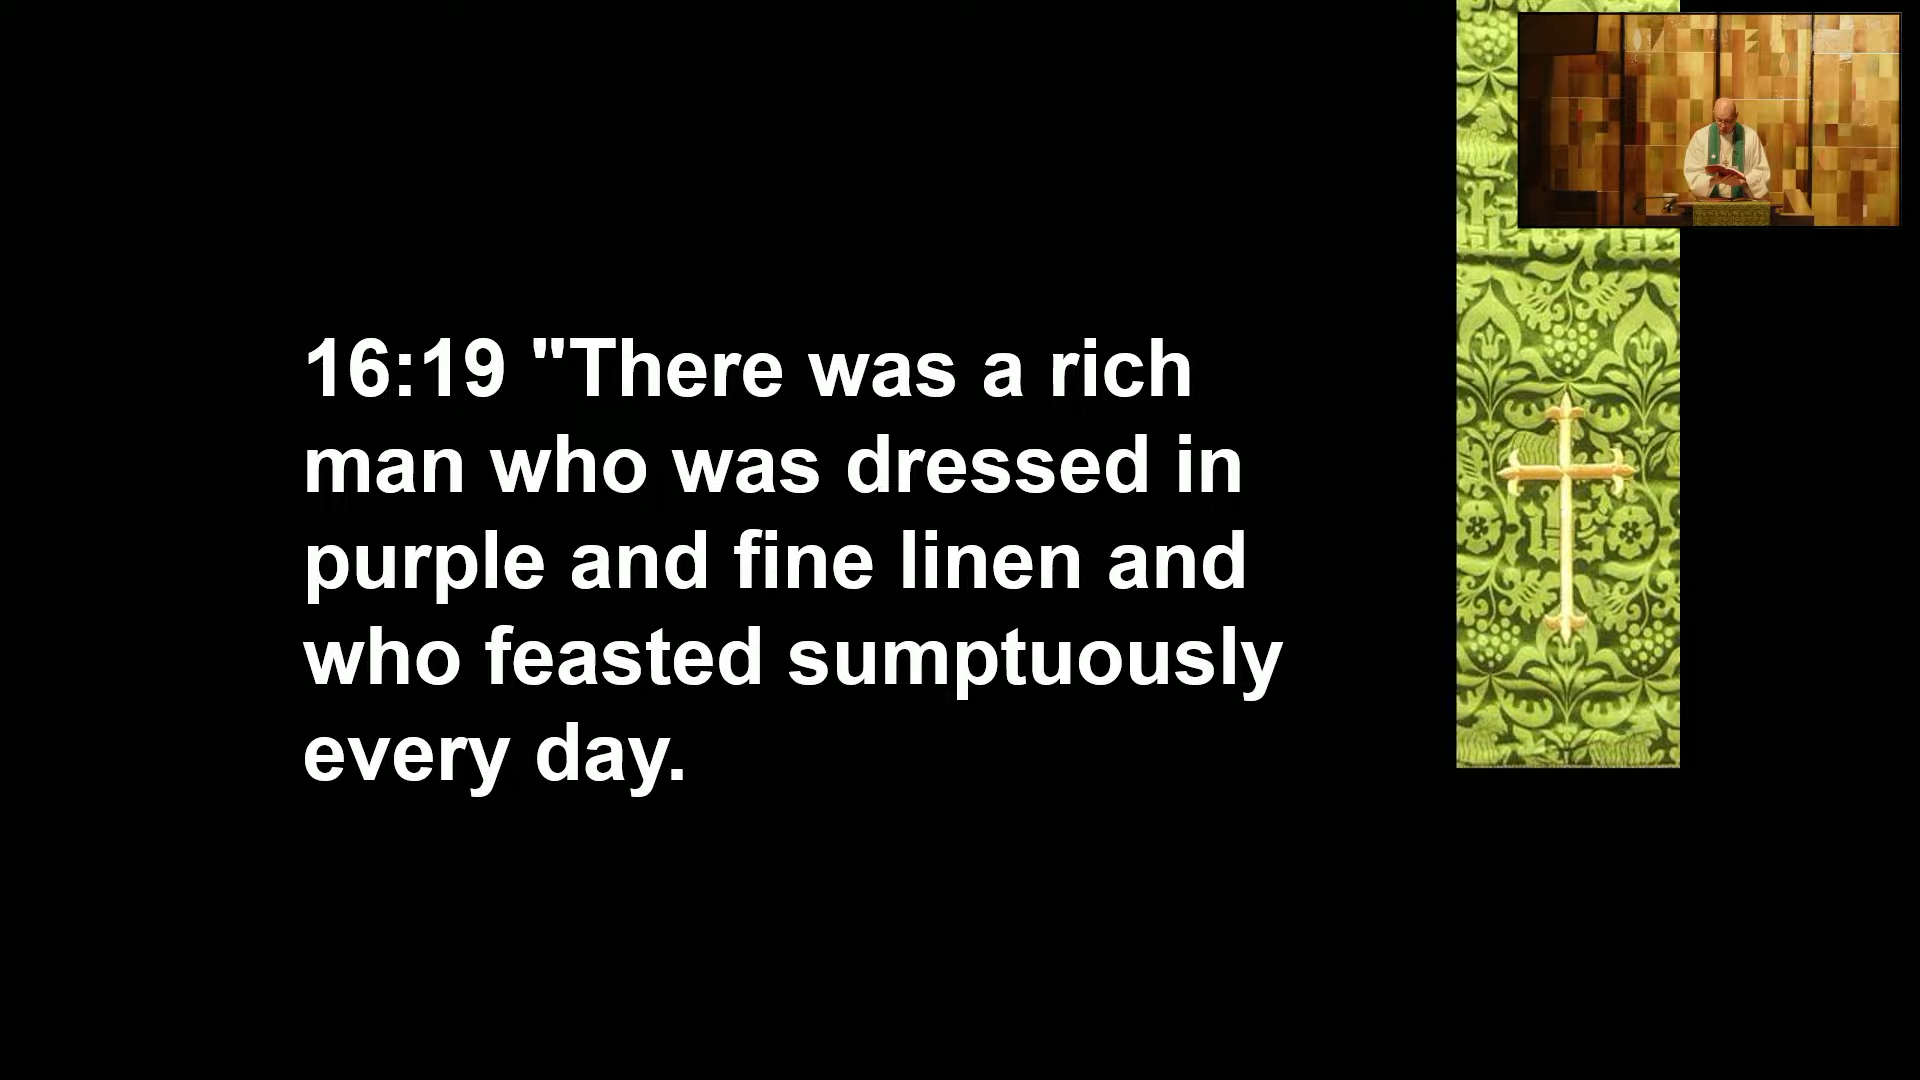 16:19 "There was a rich
man who was dressed in
purple and fine linen and
who feasted sumptuously
every day.